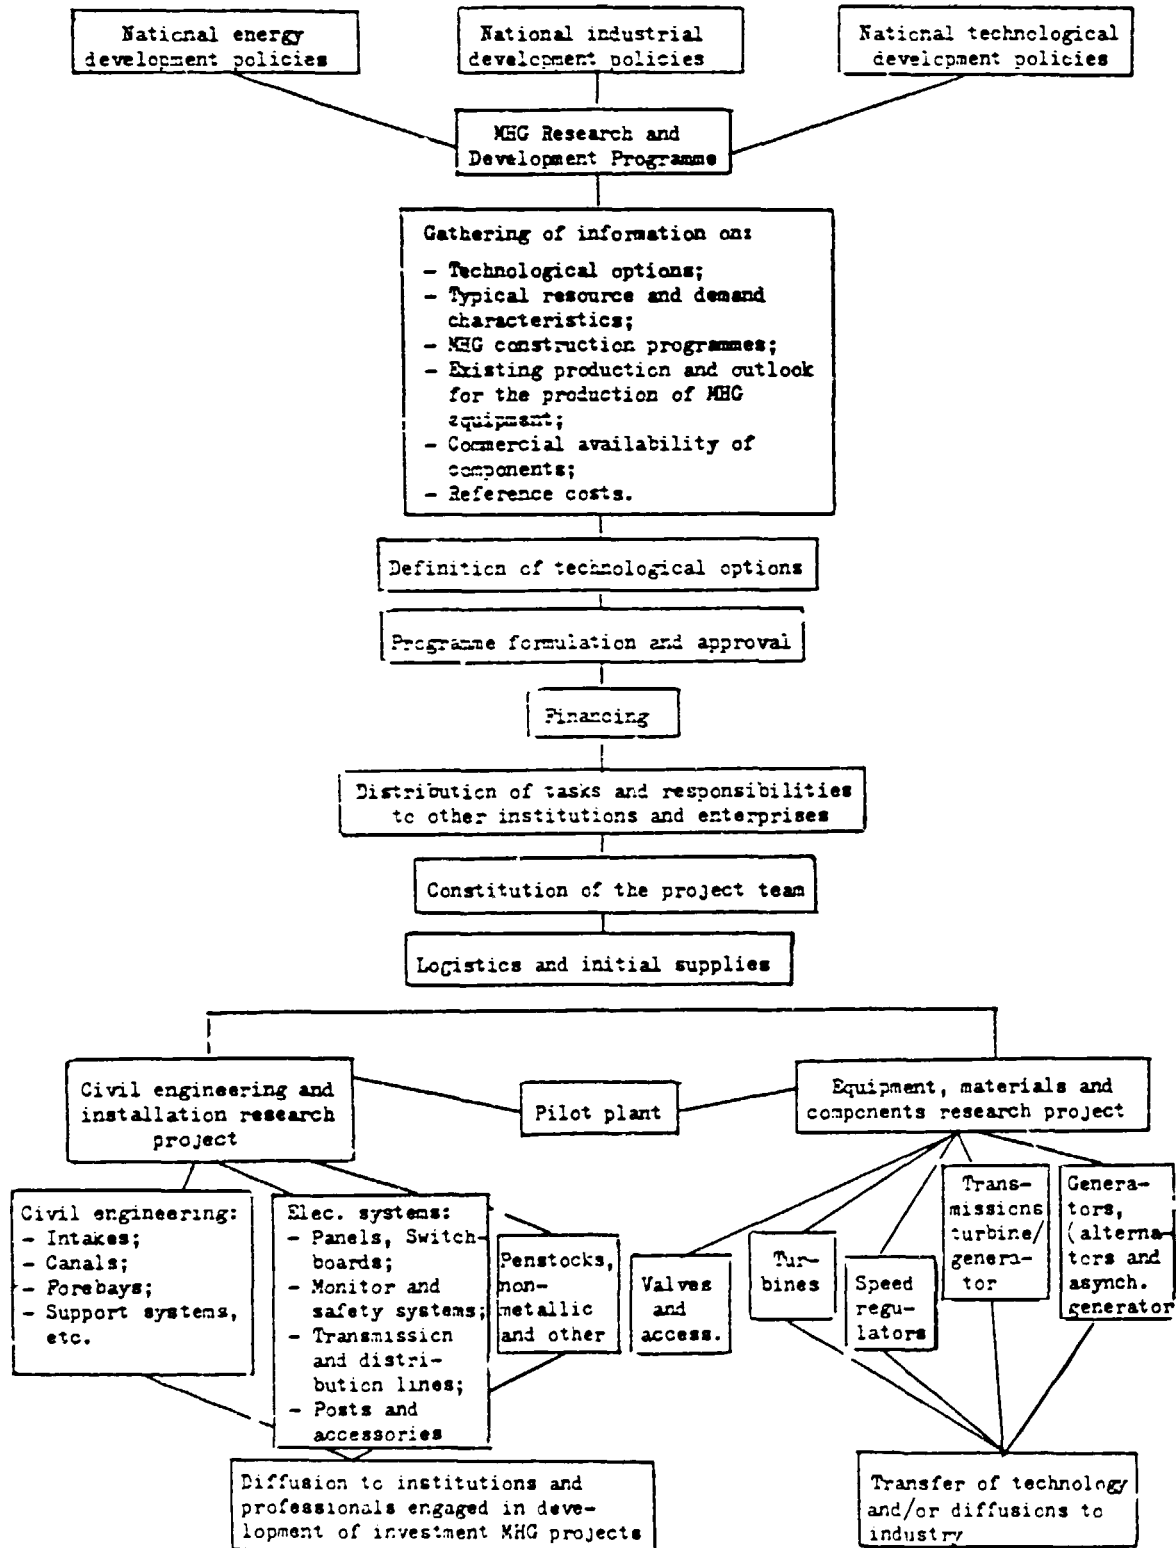 National energy
development policies
National industrial
development policies
National technological
development policies
MHG Research and
Development Programme
Gathering of information on:
- Technological options;
- Typical resource and demand
characteristics;
- MHG construction programmes;
- Existing production and outlook
for the production of MHG
equipment;
- Commercial availability of
components;
- Reference costs.
Definition of technological options
Programme formulation and approval
Financing
Distribution of tasks and responsibilities
to other institutions and enterprises
Constitution of the project team
Logistics and initial supplies
Civil engineering and
installation research
project
Pilot plant
Equipment, materials and
components research project
Civil engineering:
- Intakes;
- Canals;
- Forebays;
- Support systems,
etc.
Elec. systems:
- Panels, Switch-
boards;
- Monitor and
safety systems;
- Transmission
and distri-
bution lines;
- Posts and
accessories
Penstocks,
non-
metallic
and other
Valves
and
access.
Tur-
bines
Speed
regu-
lators
Trans-
missions
turbine/
genera-
tor
Genera-
tors,
(alterna-
tors and
asynch.
generator
Diffusion to institutions and
professionals engaged in deve-
lopment of investment MHG projects
Transfer of technology
and/or diffusions to
industry